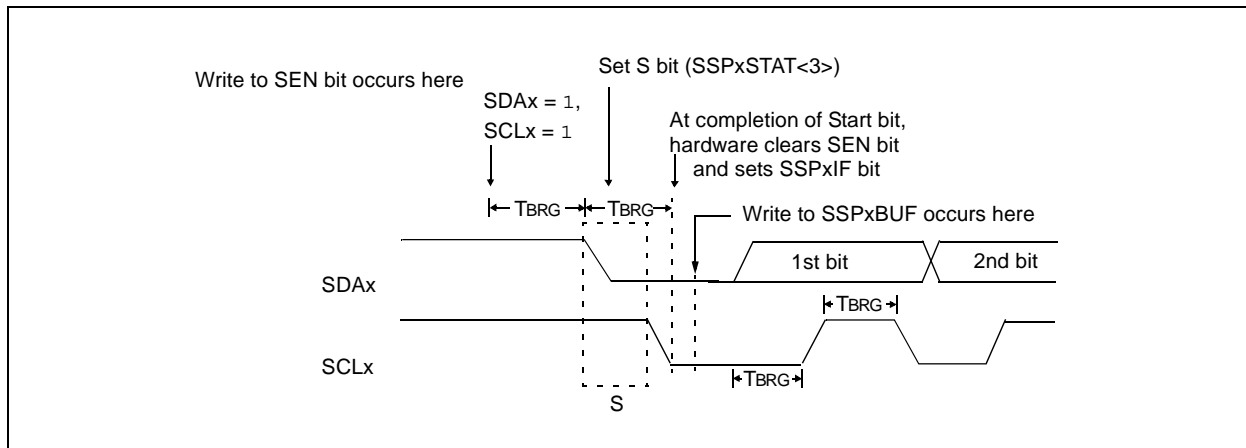 Write to SEN bit occurs here
Set S bit (SSPxSTAT<3>)
SDAx = 1,
SCLx = 1
At completion of Start bit,
hardware clears SEN bit
and sets SSPxIF bit
TBRG
TBRG
Write to SSPxBUF occurs here
SDAx
1st bit
2nd bit
TBRG
SCLx
TBRG
S